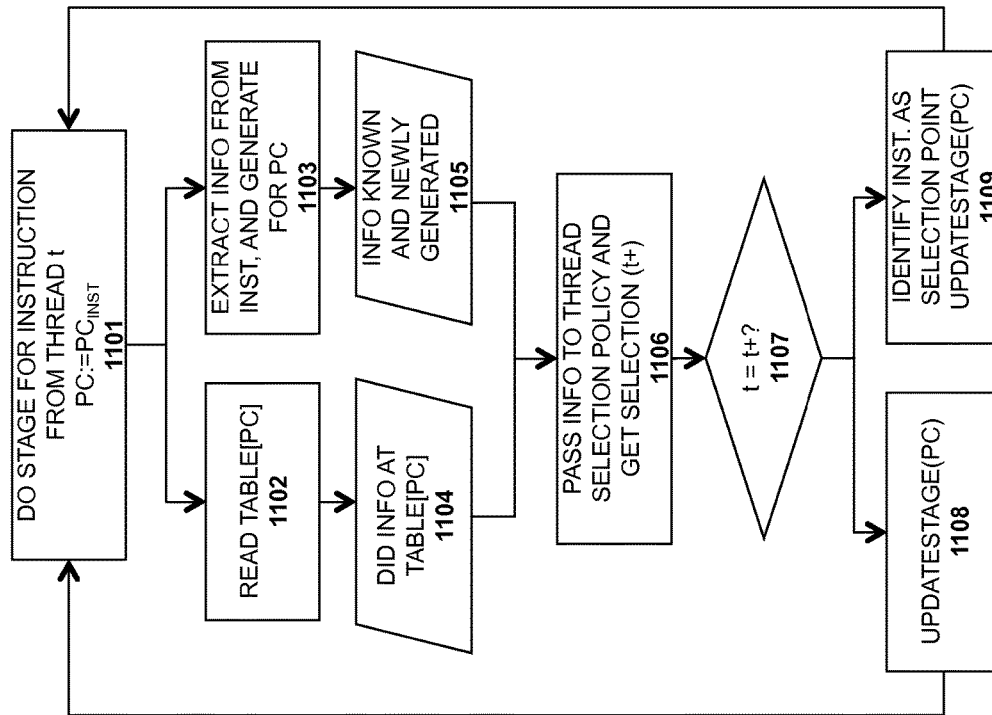 DO STAGE FOR INSTRUCTION
FROM THREAD t
PC:=PCINST
1101
READ TABLE[PC]
1102
EXTRACT INFO FROM
INST, AND GENERATE
FOR PC
1103
DID INFO AT
TABLE[PC]
1104
INFO KNOWN
AND NEWLY
GENERATED
1105
PASS INFO TO THREAD
SELECTION POLICY AND
GET SELECTION (t+)
1106
t = t+?
1107
UPDATESTAGE(PC)
1108
IDENTIFY INST. AS
SELECTION POINT
UPDATESTAGE(PC)
1109